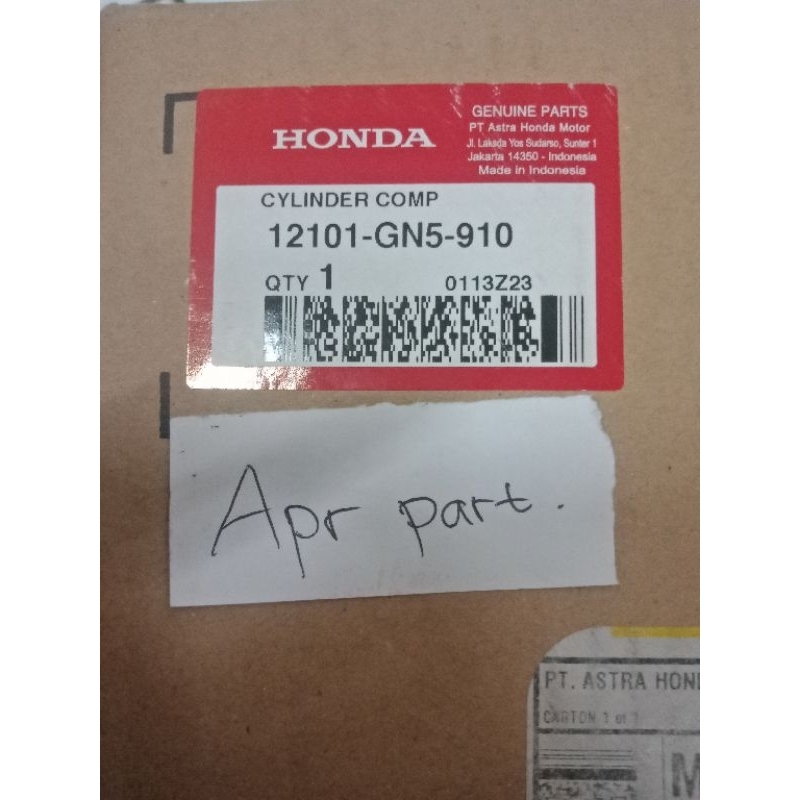 HONDA
GENUINE PARTS
PT Astra Honda Motor
Jl. Laksda Yos Sudarso, Sunter 1
Jakarta 14350 - Indonesia
Made in Indonesia
CYLINDER COMP
12101-GN5-910
QTY 1
0113Z23
Apr part.
PT. ASTRA HON
CARTON 1 of 1
M